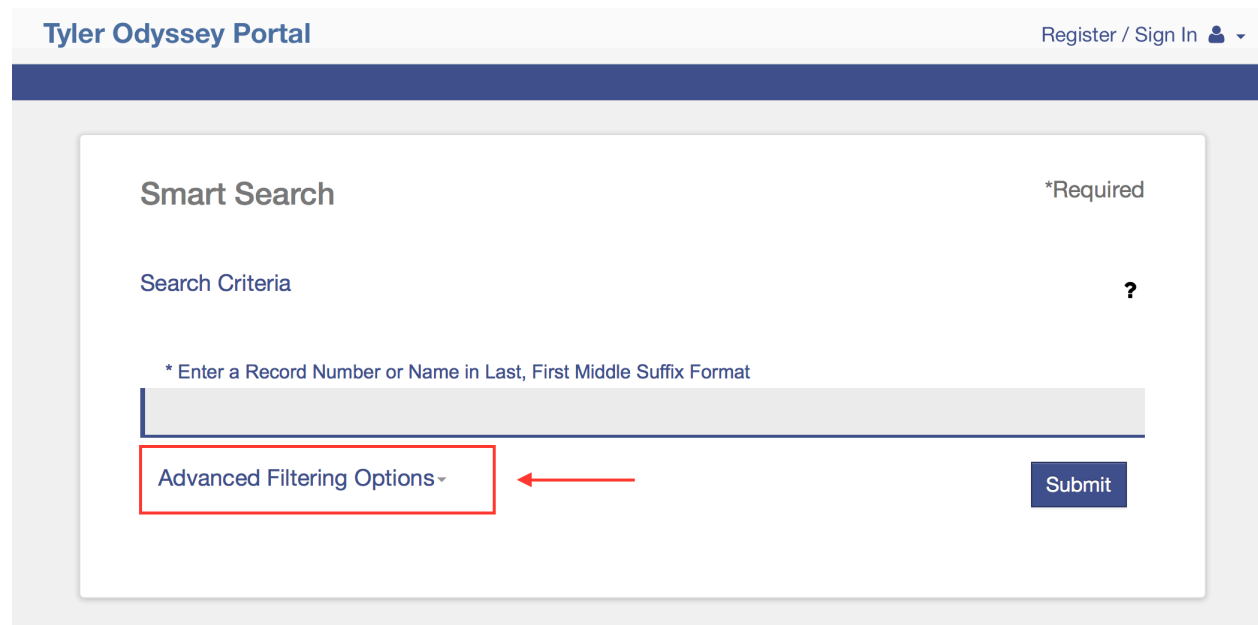 Tyler Odyssey Portal
Register / Sign In
Smart Search
*Required
Search Criteria
?
* Enter a Record Number or Name in Last, First Middle Suffix Format
Advanced Filtering Options
Submit